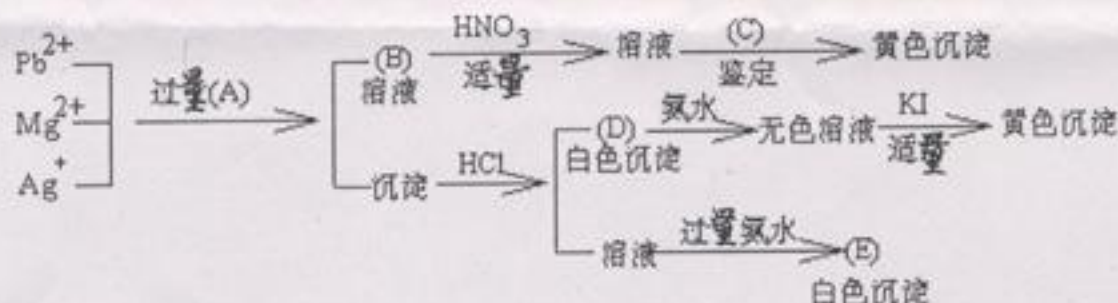 Pb²⁺
Mg²⁺
Ag⁺
过量(A)
(B)
溶液
HNO₃
适量
溶液
(C)
鉴定
黄色沉淀
沉淀
HCl
(D)
白色沉淀
氨水
无色溶液
KI
适量
黄色沉淀
溶液
过量氨水
(E)
白色沉淀